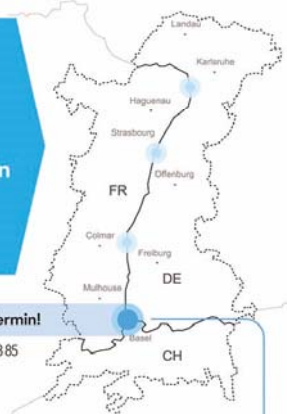 Landau
Karlsruhe
Haguenau
Strasbourg
n
Offenburg
FR
Colmar
Freiburg
DE
Mulhouse
ermin!
Basel
385
CH